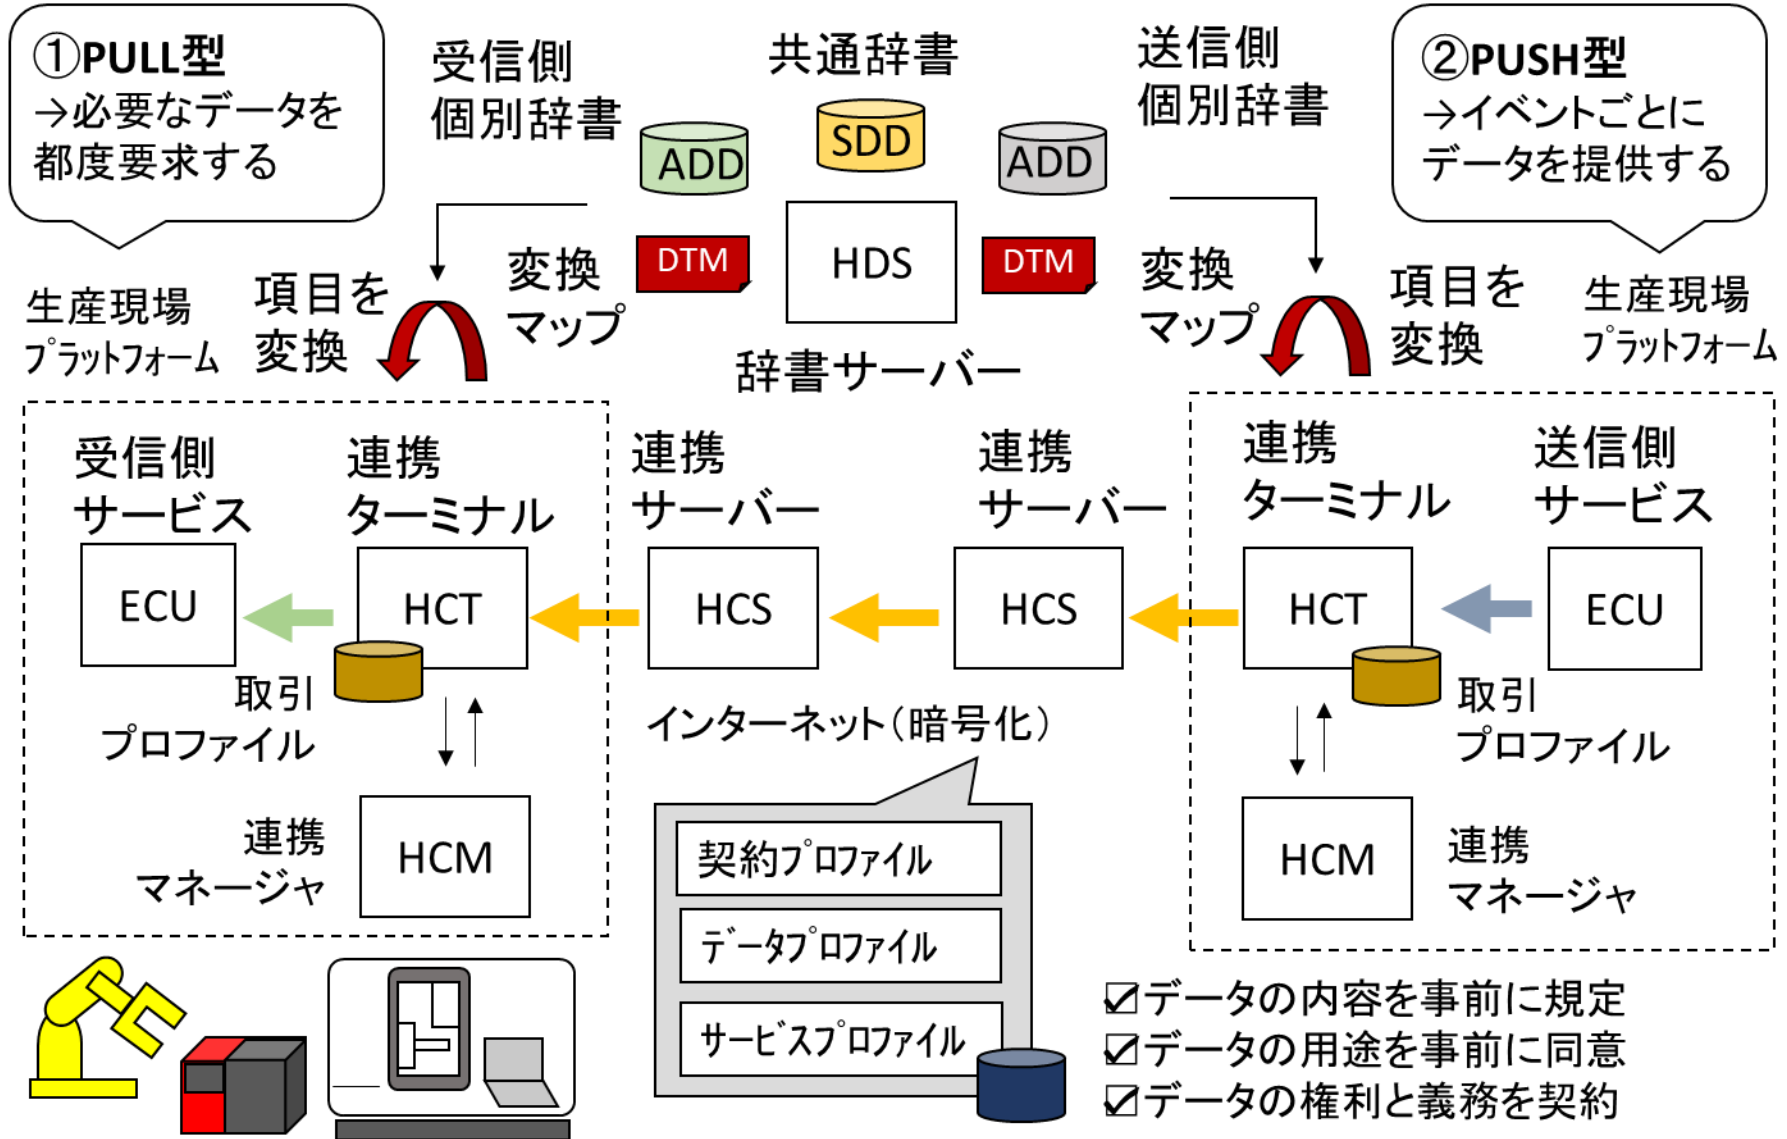 ①PULL型
→必要なデータを
都度要求する
受信側
個別辞書
共通辞書
送信側
個別辞書
②PUSH型
→イベントごとに
データを提供する
ADD
SDD
ADD
DTM
HDS
DTM
変換
マップ
変換
マップ
項目を
変換
項目を
変換
生産現場
プラットフォーム
生産現場
プラットフォーム
辞書サーバー
受信側
サービス
連携
ターミナル
連携
サーバー
連携
サーバー
連携
ターミナル
送信側
サービス
ECU
HCT
HCS
HCS
HCT
ECU
取引
プロファイル
インターネット（暗号化）
取引
プロファイル
連携
マネージャ
HCM
HCM
連携
マネージャ
契約プロファイル
データプロファイル
サービスプロファイル
☑データの内容を事前に規定
☑データの用途を事前に同意
☑データの権利と義務を契約